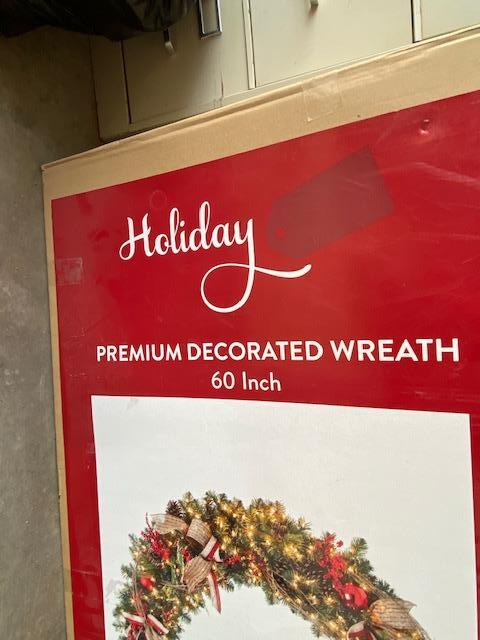 Holiday
PREMIUM DECORATED WREATH
60 Inch